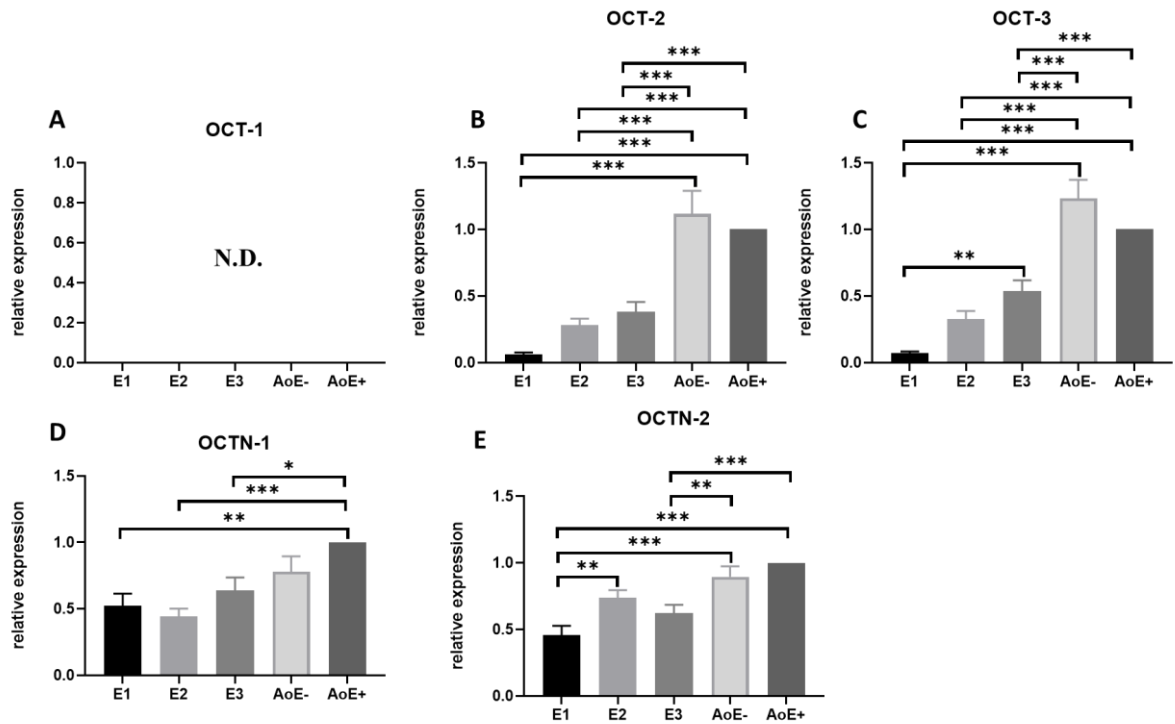 A
OCT-1
relative expression
1.0
0.8
0.6
0.4
0.2
0.0
N.D.
E1 E2 E3 AoE- AoE+
B
OCT-2
***
***
***
***
***
***
relative expression
1.5
1.0
0.5
0.0
E1 E2 E3 AoE- AoE+
C
OCT-3
***
***
***
***
***
***
**
relative expression
1.5
1.0
0.5
0.0
E1 E2 E3 AoE- AoE+
D
OCTN-1
*
***
**
relative expression
1.5
1.0
0.5
0.0
E1 E2 E3 AoE- AoE+
E
OCTN-2
***
**
***
***
**
relative expression
1.5
1.0
0.5
0.0
E1 E2 E3 AoE- AoE+